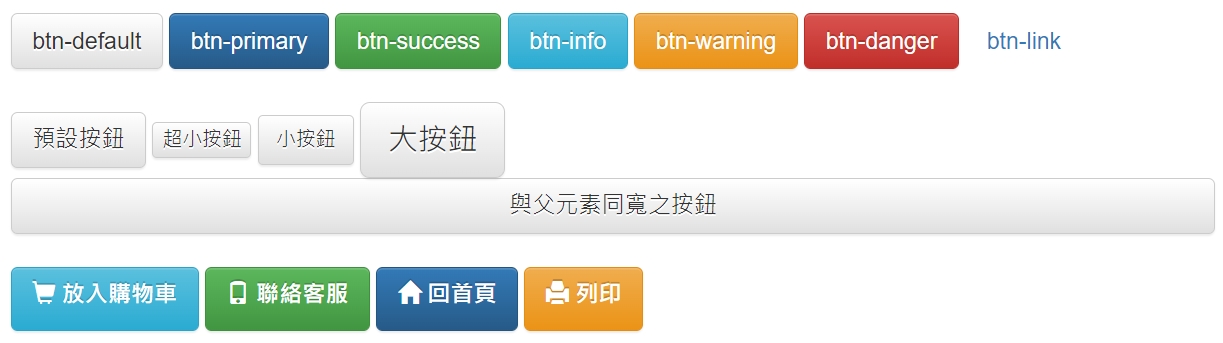 btn-default btn-primary btn-success btn-info btn-warning btn-danger btn-link
預設按鈕 超小按鈕 小按鈕 大按鈕
與父元素同寬之按鈕
放入購物車 聯絡客服 回首頁 列印